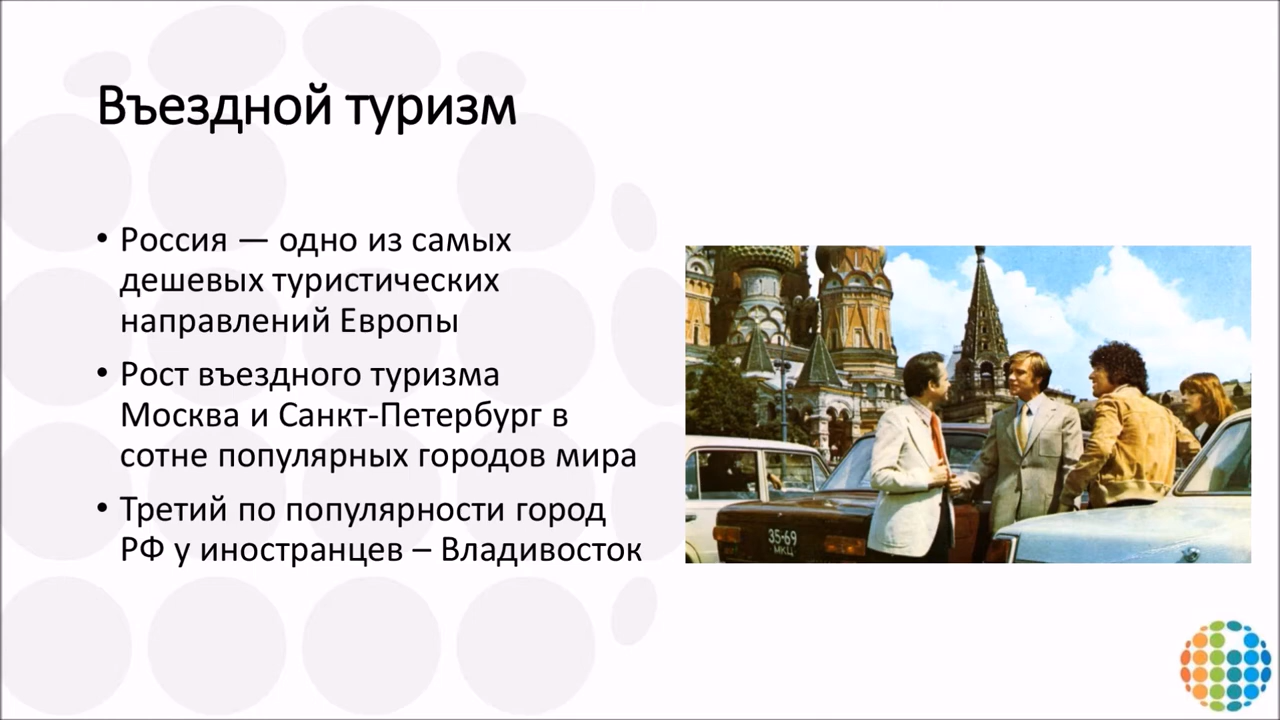 Въездной туризм
• Россия — одно из самых
дешевых туристических
направлений Европы
• Рост въездного туризма
Москва и Санкт-Петербург в
сотне популярных городов мира
• Третий по популярности город
РФ у иностранцев – Владивосток
35-69
МКЦ